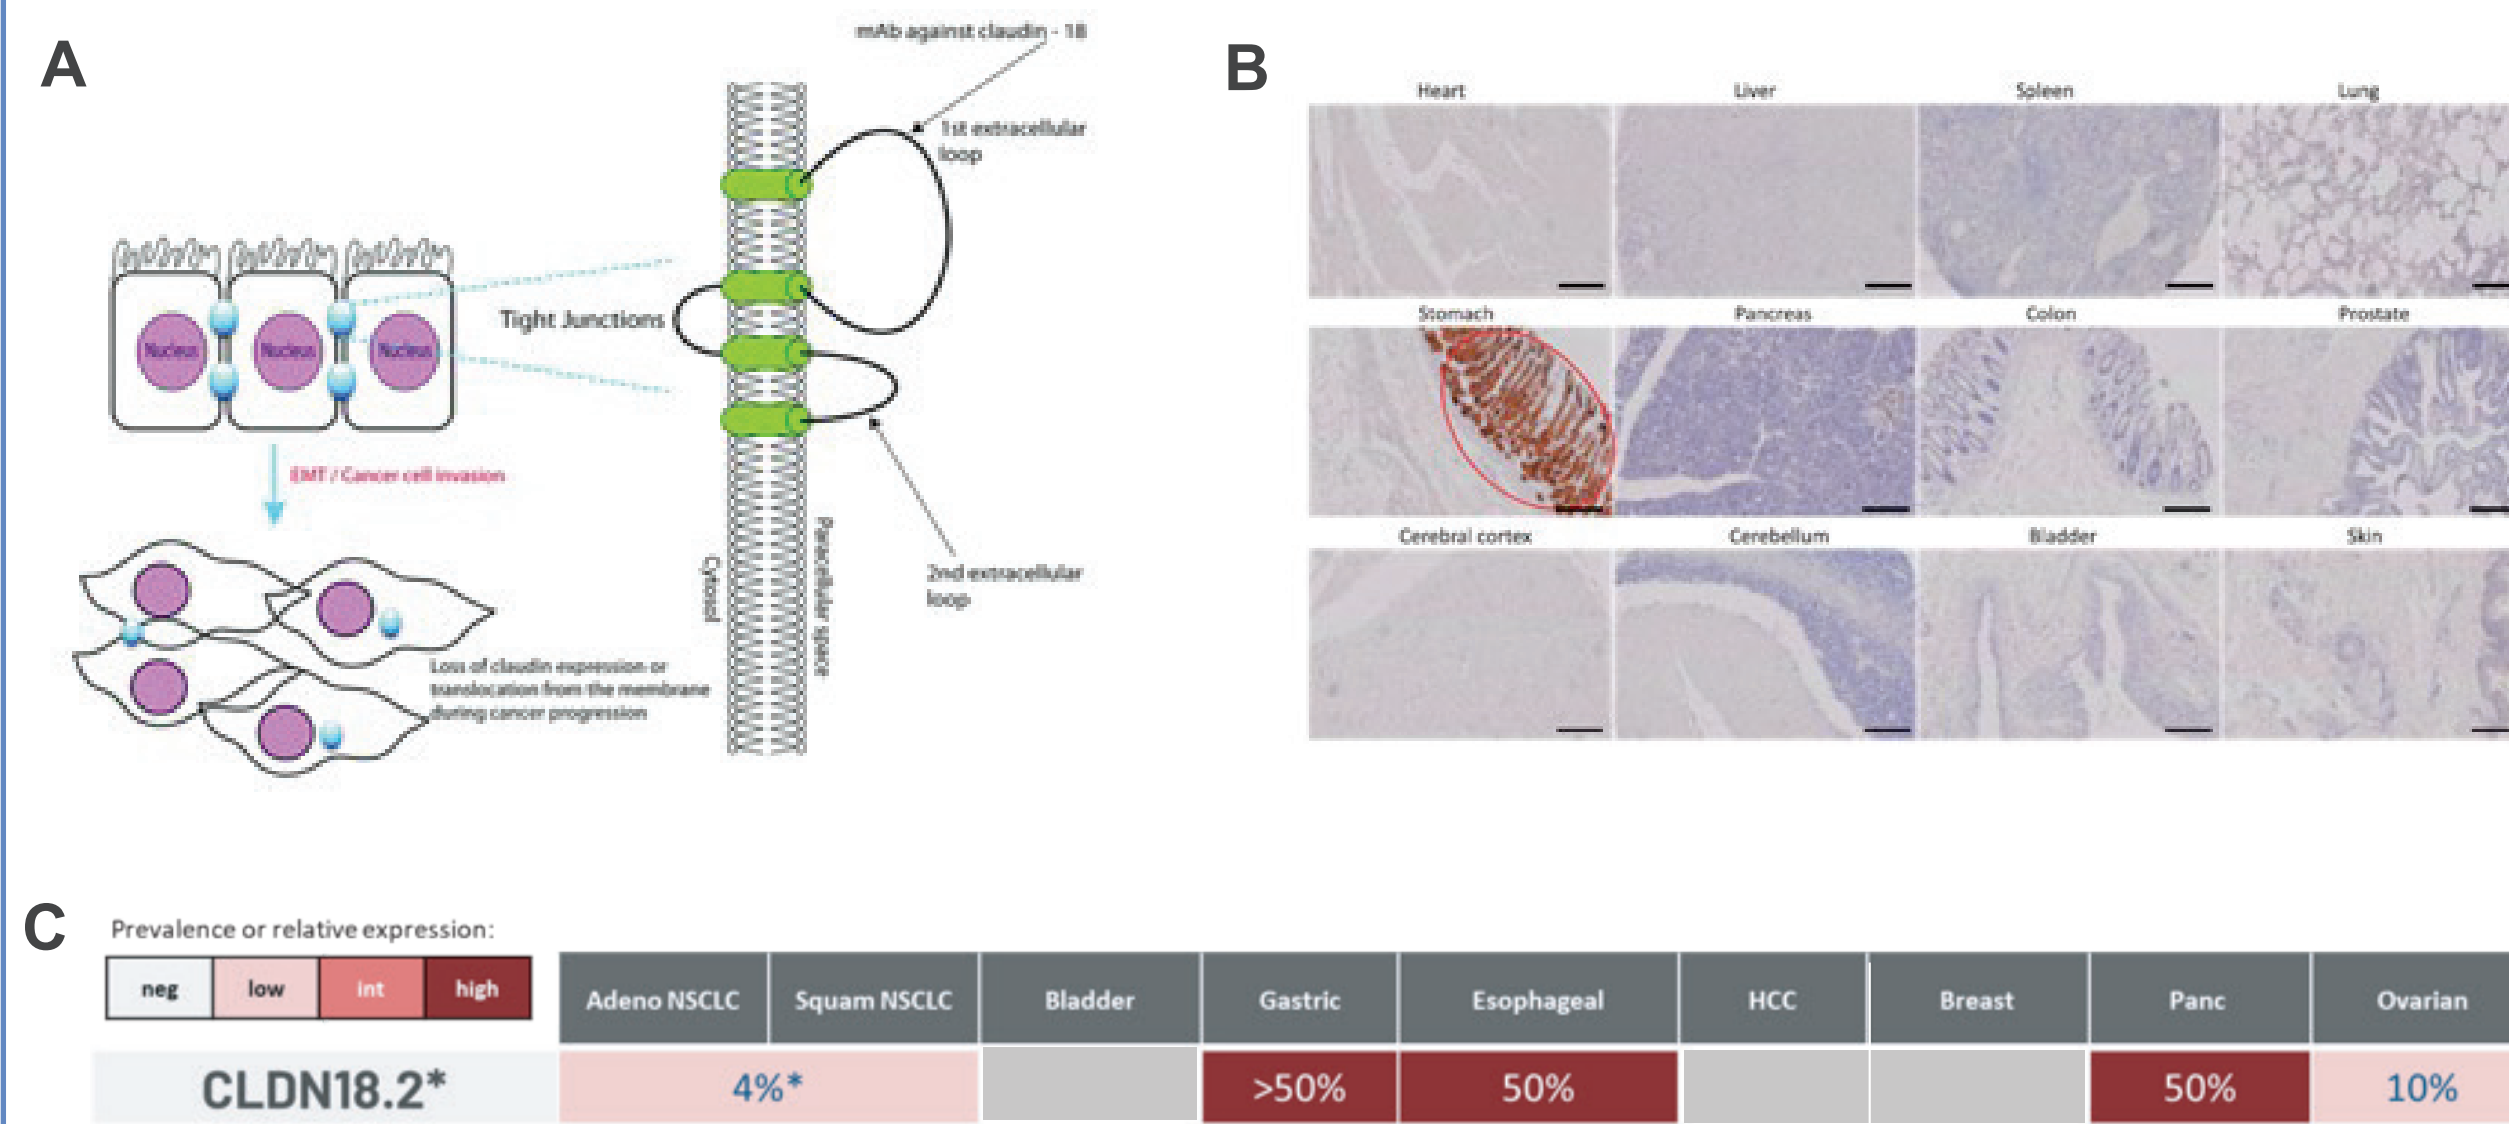 A
mAb against claudin - 18
1st extracellular
loop
Nucleus
Nucleus
Nucleus
Tight Junctions
EMT / Cancer cell invasion
Loss of claudin expression or
translocation from the membrane
during cancer progression
Cytosol
Paracellular space
2nd extracellular
loop
B
Heart
Liver
Spleen
Lung
Stomach
Pancreas
Colon
Prostate
Cerebral cortex
Cerebellum
Bladder
Skin
C
Prevalence or relative expression:
neg low int high
Adeno NSCLC Squam NSCLC Bladder Gastric Esophageal HCC Breast Panc Ovarian
CLDN18.2* 4%* >50% 50% 50% 10%